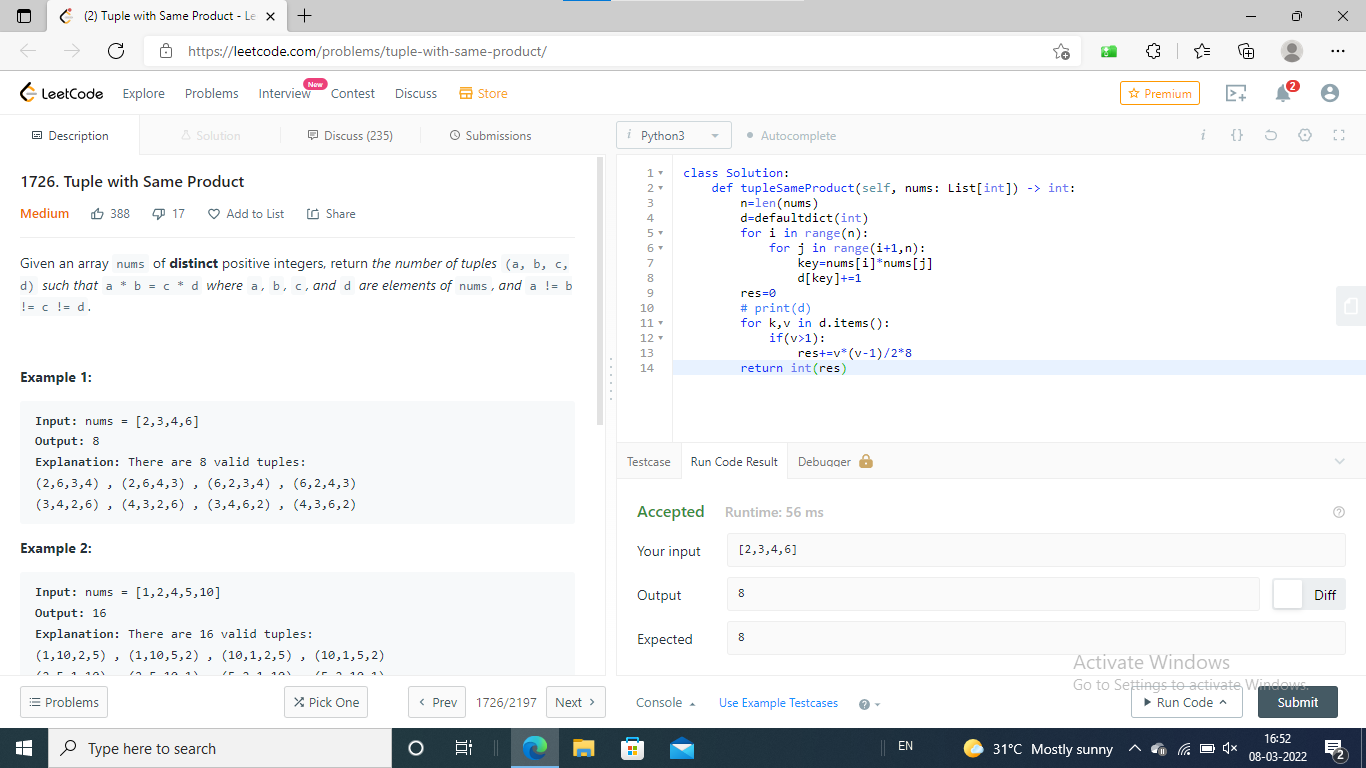 (2) Tuple with Same Product - Le
https://leetcode.com/problems/tuple-with-same-product/
LeetCode Explore Problems Interview New Contest Discuss Store Premium 2
Description Solution Discuss (235) Submissions
i Python3 Autocomplete i {}
1726. Tuple with Same Product
Medium 388 17 Add to List Share
Given an array nums of distinct positive integers, return the number of tuples (a, b, c,
d) such that a * b = c * d where a, b, c, and d are elements of nums, and a != b
!= c != d.
Example 1:
Input: nums = [2,3,4,6]
Output: 8
Explanation: There are 8 valid tuples:
(2,6,3,4) , (2,6,4,3) , (6,2,3,4) , (6,2,4,3)
(3,4,2,6) , (4,3,2,6) , (3,4,6,2) , (4,3,6,2)
Example 2:
Input: nums = [1,2,4,5,10]
Output: 16
Explanation: There are 16 valid tuples:
(1,10,2,5) , (1,10,5,2) , (10,1,2,5) , (10,1,5,2)
Problems Pick One Prev 1726/2197 Next
1 class Solution:
2 def tupleSameProduct(self, nums: List[int]) -> int:
3 n=len(nums)
4 d=defaultdict(int)
5 for i in range(n):
6 for j in range(i+1,n):
7 key=nums[i]*nums[j]
8 d[key]+=1
9 res=0
10 # print(d)
11 for k,v in d.items():
12 if(v>1):
13 res+=v*(v-1)/2*8
14 return int(res)
Testcase Run Code Result Debugger
Accepted Runtime: 56 ms
Your input [2,3,4,6]
Output 8 Diff
Expected 8
Activate Windows
Go to Settings to activate Windows.
Console Use Example Testcases Run Code Submit
Type here to search
EN 31°C Mostly sunny 16:52
08-03-2022 2